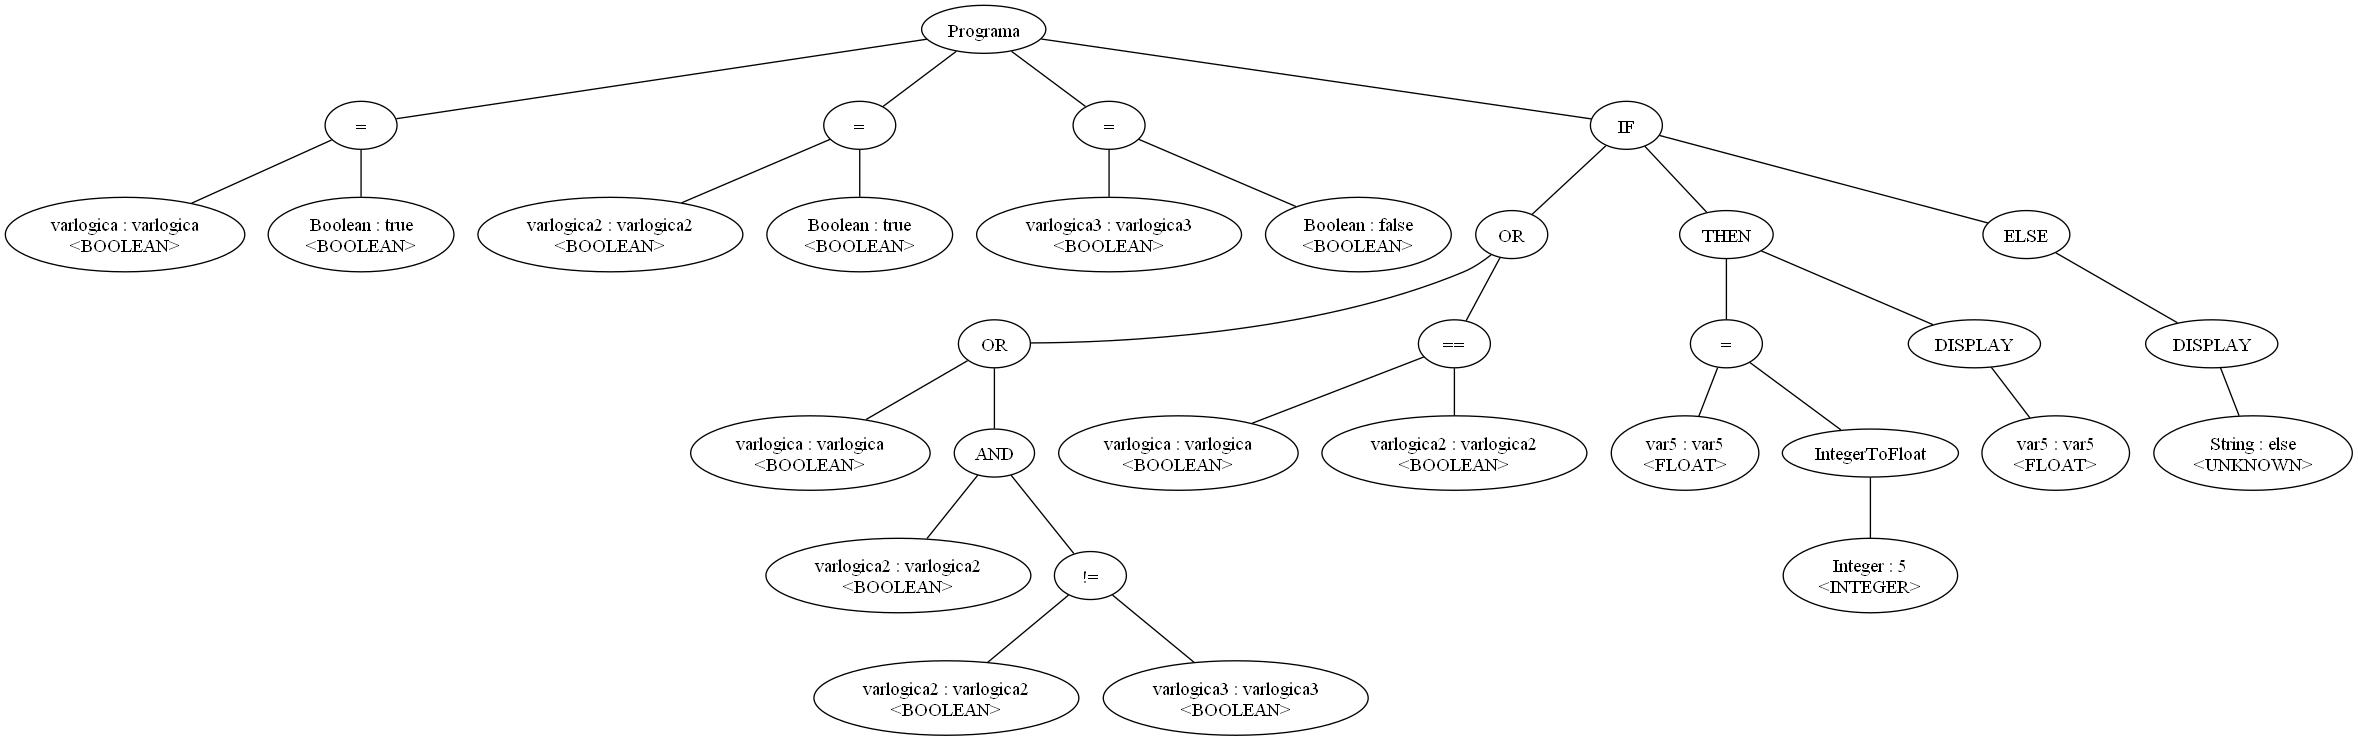 Programa
=
=
=
IF
varlogica : varlogica
<BOOLEAN>
Boolean : true
<BOOLEAN>
varlogica2 : varlogica2
<BOOLEAN>
Boolean : true
<BOOLEAN>
varlogica3 : varlogica3
<BOOLEAN>
Boolean : false
<BOOLEAN>
OR
THEN
ELSE
OR
==
=
DISPLAY
DISPLAY
varlogica : varlogica
<BOOLEAN>
AND
varlogica : varlogica
<BOOLEAN>
varlogica2 : varlogica2
<BOOLEAN>
var5 : var5
<FLOAT>
IntegerToFloat
var5 : var5
<FLOAT>
String : else
<UNKNOWN>
varlogica2 : varlogica2
<BOOLEAN>
!=
Integer : 5
<INTEGER>
varlogica2 : varlogica2
<BOOLEAN>
varlogica3 : varlogica3
<BOOLEAN>